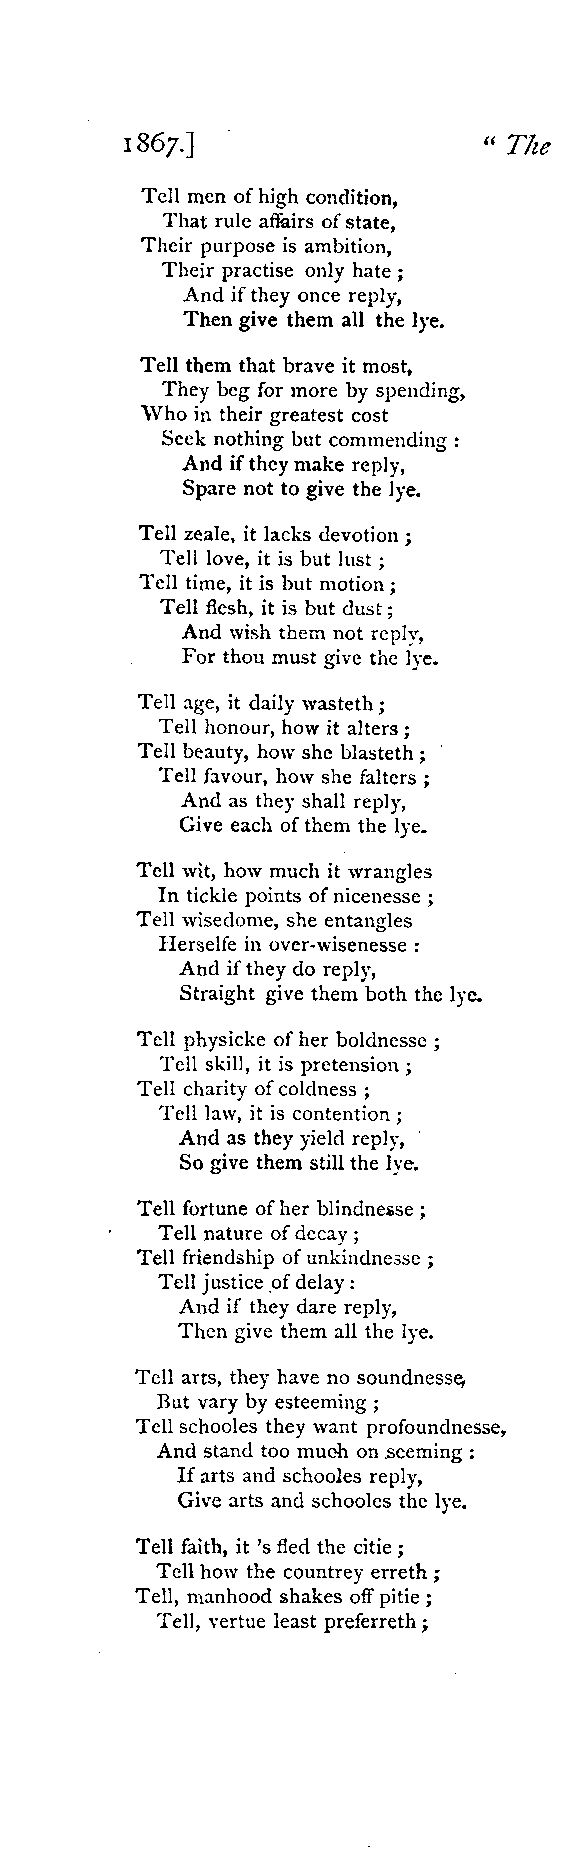 1867.] “ The
Tell men of high condition,
That rule affairs of state,
Their purpose is ambition,
Their practise only hate ;
And if they once reply,
Then give them all the lye.
Tell them that brave it most,
They beg for more by spending,
Who in their greatest cost
Seek nothing but commending :
And if they make reply,
Spare not to give the lye.
Tell zeale, it lacks devotion ;
Tell love, it is but lust ;
Tell time, it is but motion ;
Tell flesh, it is but dust ;
And wish them not reply,
For thou must give the lye.
Tell age, it daily wasteth ;
Tell honour, how it alters ;
Tell beauty, how she blasteth ;
Tell favour, how she falters ;
And as they shall reply,
Give each of them the lye.
Tell wit, how much it wrangles
In tickle points of nicenesse ;
Tell wisedome, she entangles
Herselfe in over-wisenesse :
And if they do reply,
Straight give them both the lye.
Tell physicke of her boldnesse ;
Tell skill, it is pretension ;
Tell charity of coldness ;
Tell law, it is contention ;
And as they yield reply,
So give them still the lye.
Tell fortune of her blindnesse ;
Tell nature of decay ;
Tell friendship of unkindnesse ;
Tell justice of delay :
And if they dare reply,
Then give them all the lye.
Tell arts, they have no soundnesse,
But vary by esteeming ;
Tell schooles they want profoundnesse,
And stand too much on seeming :
If arts and schooles reply,
Give arts and schooles the lye.
Tell faith, it 's fled the citie ;
Tell how the countrey erreth ;
Tell, manhood shakes off pitie ;
Tell, vertue least preferreth ;